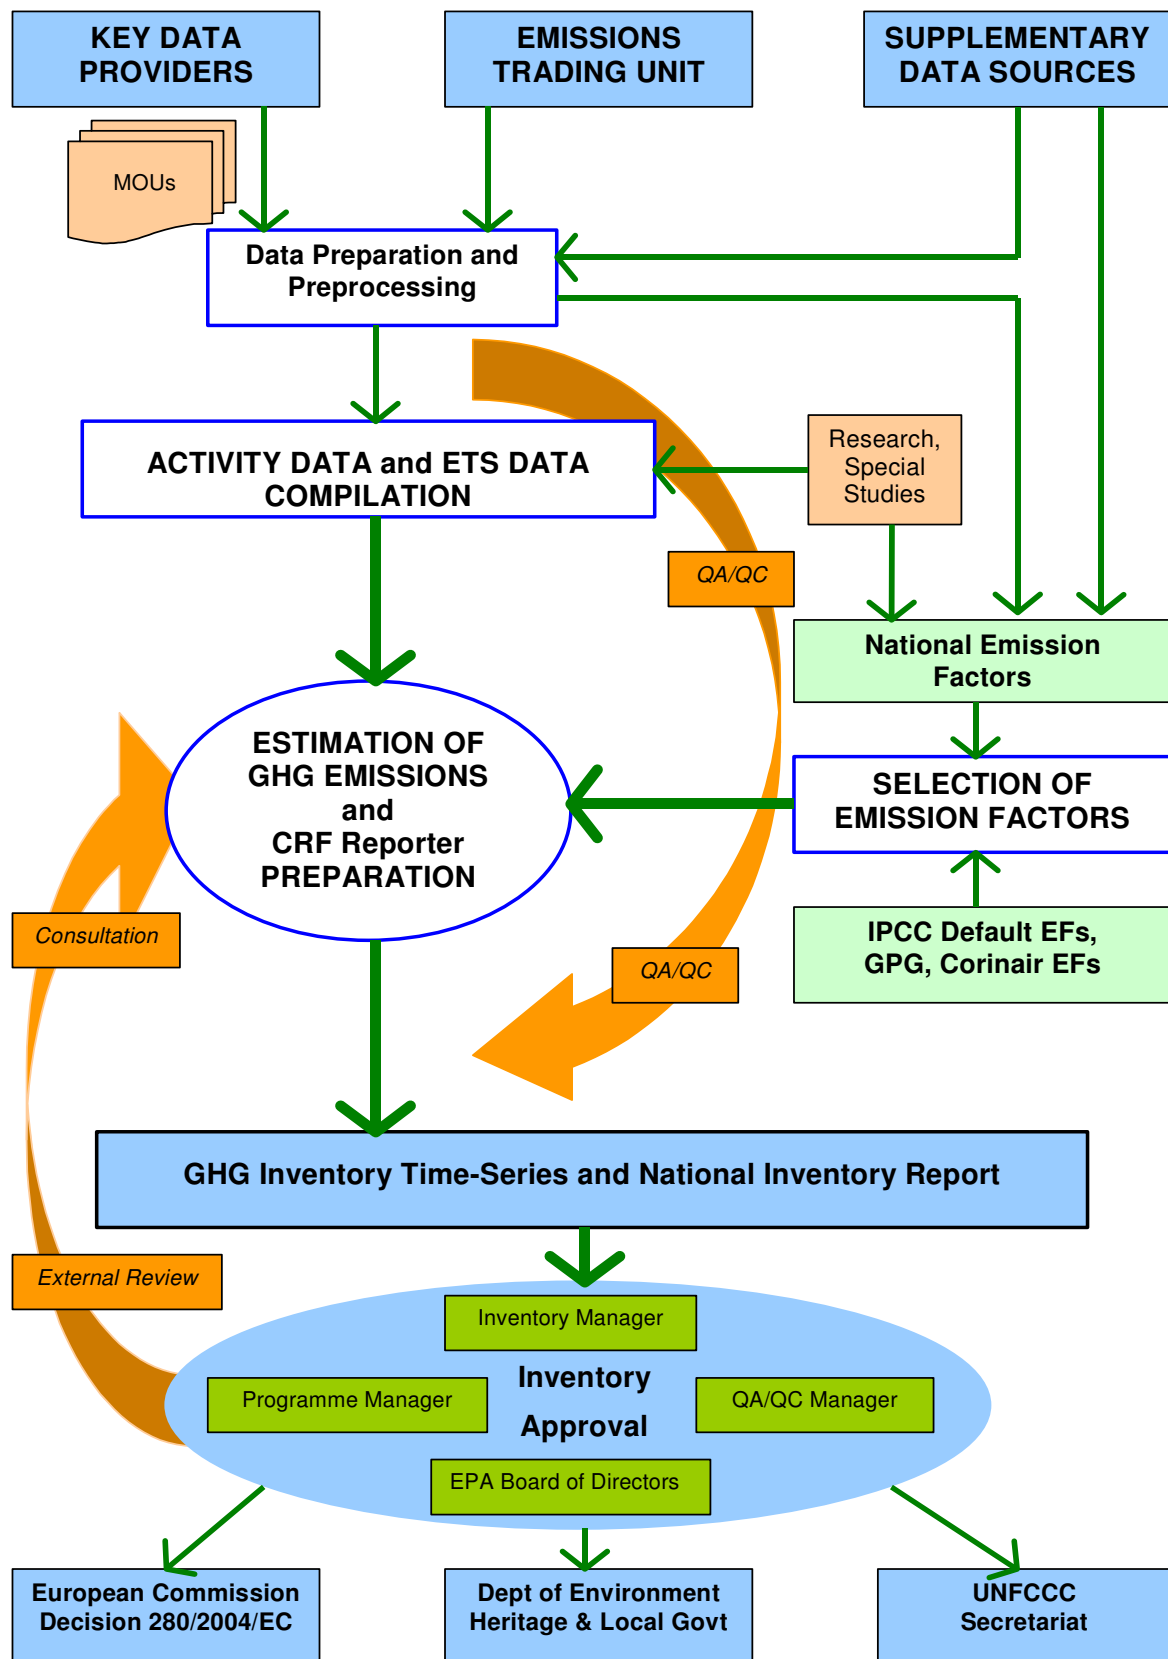 KEY DATA
PROVIDERS
EMISSIONS
TRADING UNIT
SUPPLEMENTARY
DATA SOURCES
MOUs
Data Preparation and
Preprocessing
ACTIVITY DATA and ETS DATA
COMPILATION
Research,
Special
Studies
QA/QC
National Emission
Factors
ESTIMATION OF
GHG EMISSIONS
and
CRF Reporter
PREPARATION
SELECTION OF
EMISSION FACTORS
Consultation
QA/QC
IPCC Default EFs,
GPG, Corinair EFs
GHG Inventory Time-Series and National Inventory Report
External Review
Inventory Manager
Inventory
Approval
Programme Manager
QA/QC Manager
EPA Board of Directors
European Commission
Decision 280/2004/EC
Dept of Environment
Heritage & Local Govt
UNFCCC
Secretariat